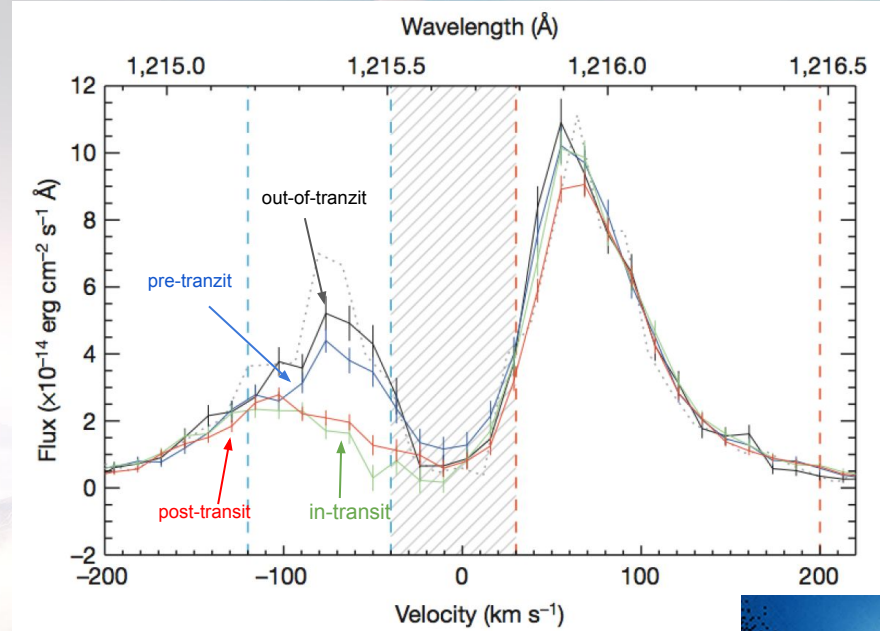 Wavelength (Å)
1,215.0 1,215.5 1,216.0 1,216.5
12
10
8
6
4
2
0
−2
Flux (×10−14 erg cm−2 s−1 Å)
out-of-tranzit
pre-tranzit
post-transit
in-transit
−200 −100 0 100 200
Velocity (km s−1)